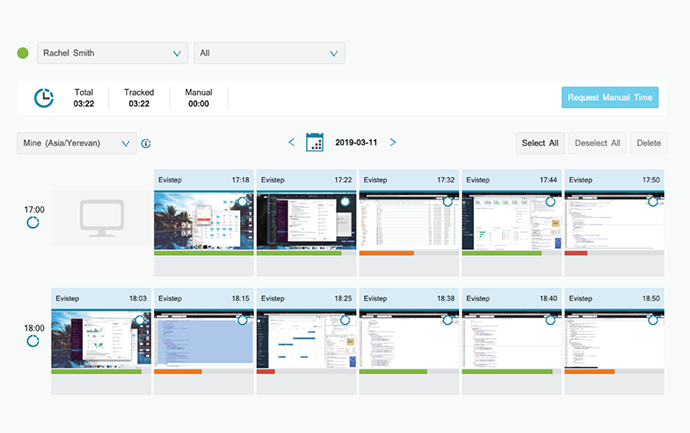 Rachel Smith All
Total Tracked Manual
03:22 03:22 00:00
Request Manual Time
Mine (Asia/Yerevan) 2019-03-11 Select All Deselect All Delete
Evistep 17:18 Evistep 17:22 Evistep 17:32 Evistep 17:44 Evistep 17:50
17:00
Evistep 18:03 Evistep 18:15 Evistep 18:25 Evistep 18:38 Evistep 18:40 Evistep 18:50
18:00